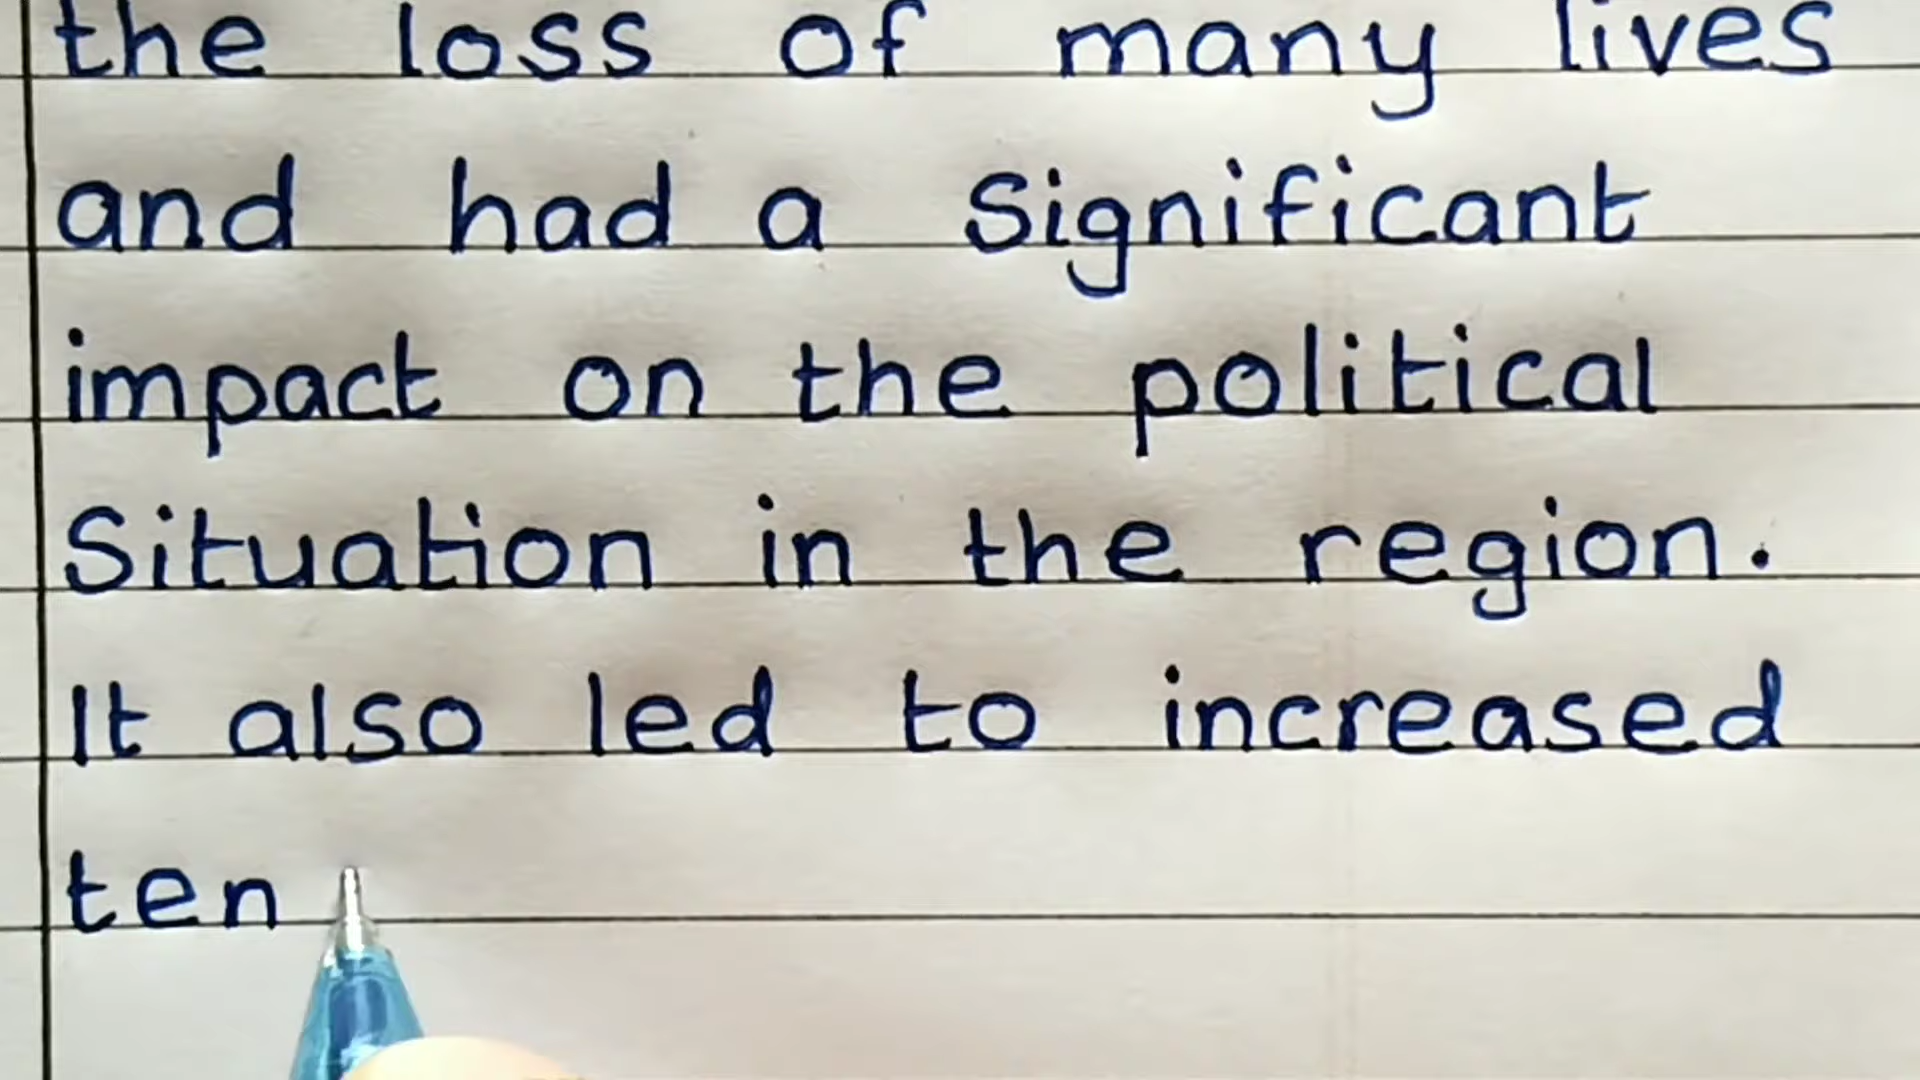 the loss of many lives
and had a Significant
impact on the political
Situation in the region.
It also led to increased
ten